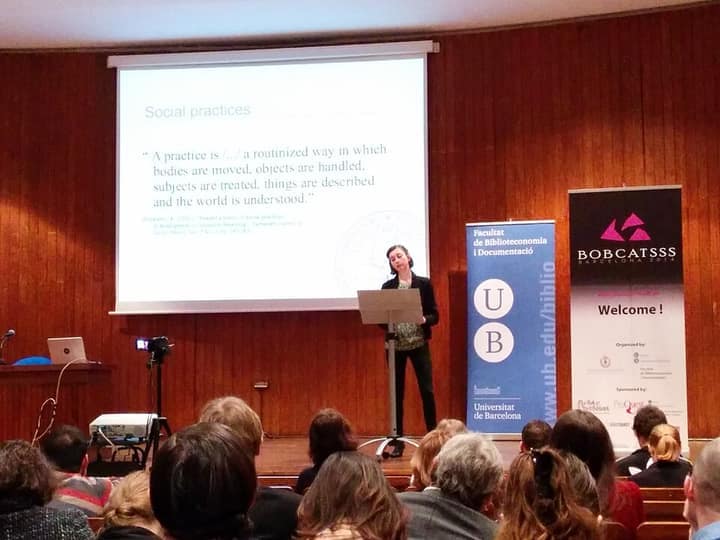 Social practices
“ A practice is [...] a routinized way in which
bodies are moved, objects are handled,
subjects are treated, things are described
and the world is understood.”
Facultat
de Biblioteconomia
i Documentació
U
B
www.ub.edu/biblio
Universitat
de Barcelona
BOBCATSSS
BARCELONA 2014
Welcome !
Organized by:
Sponsored by:
ProQuest